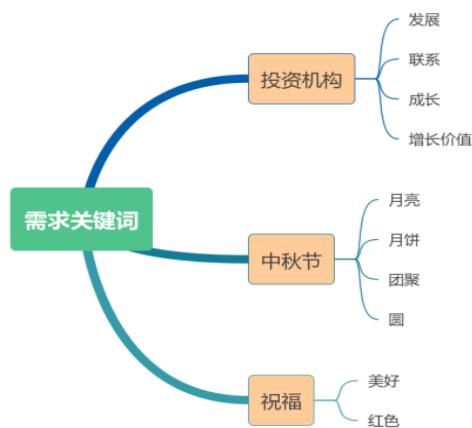 需求关键词
投资机构
发展
联系
成长
增长价值
中秋节
月亮
月饼
团聚
圆
祝福
美好
红色